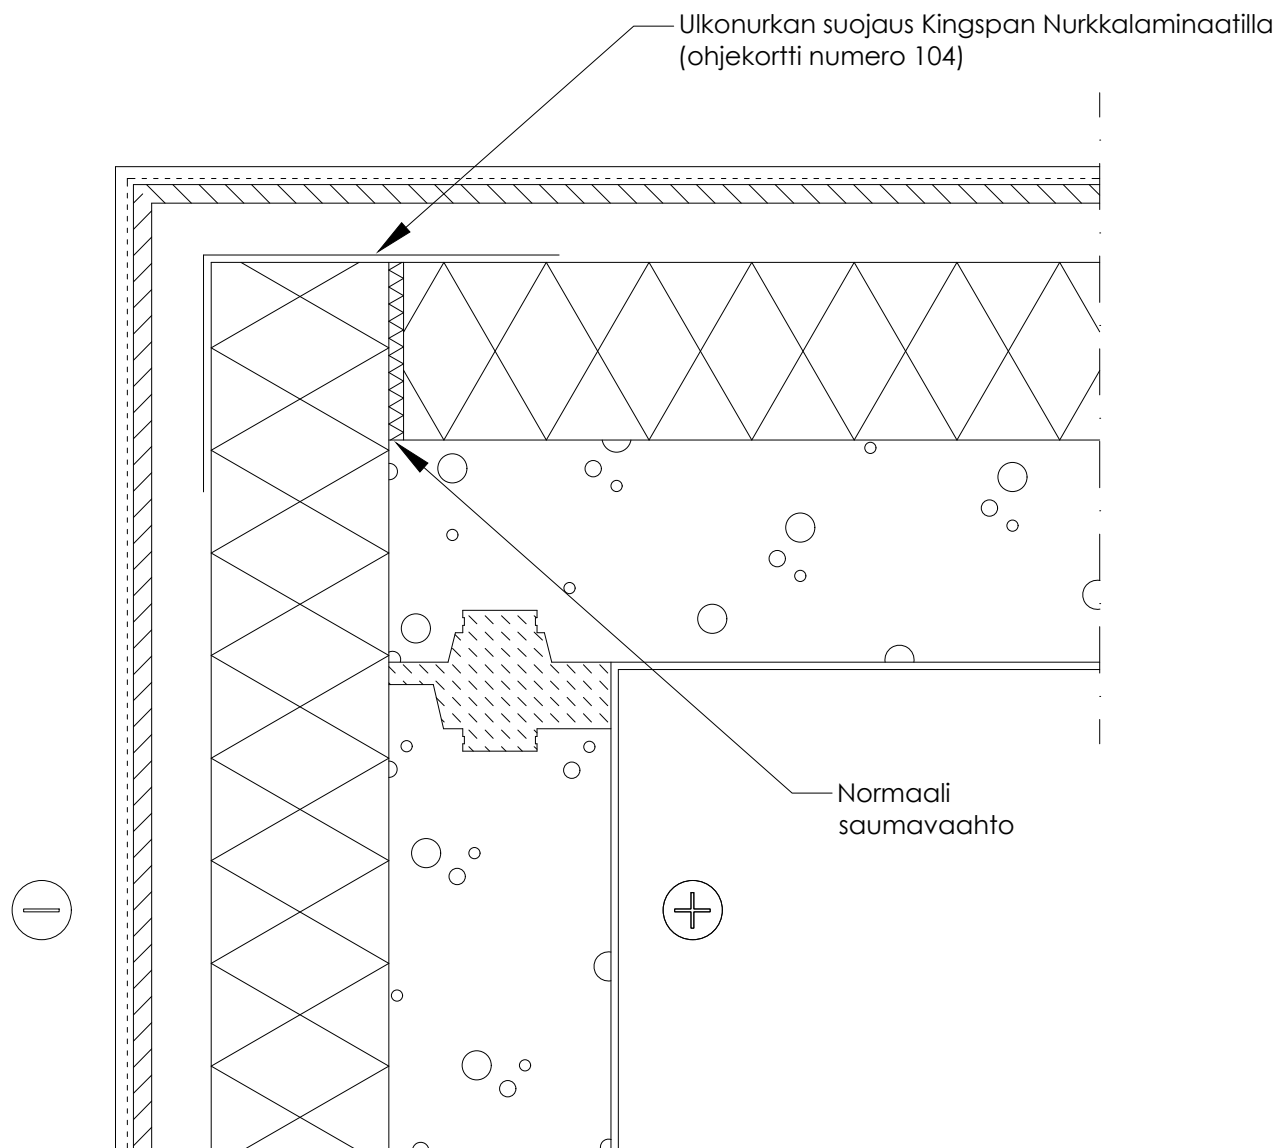 Ulkonurkan suojaus Kingspan Nurkkalaminaatilla
(ohjekortti numero 104)
Normaali
saumavaahto